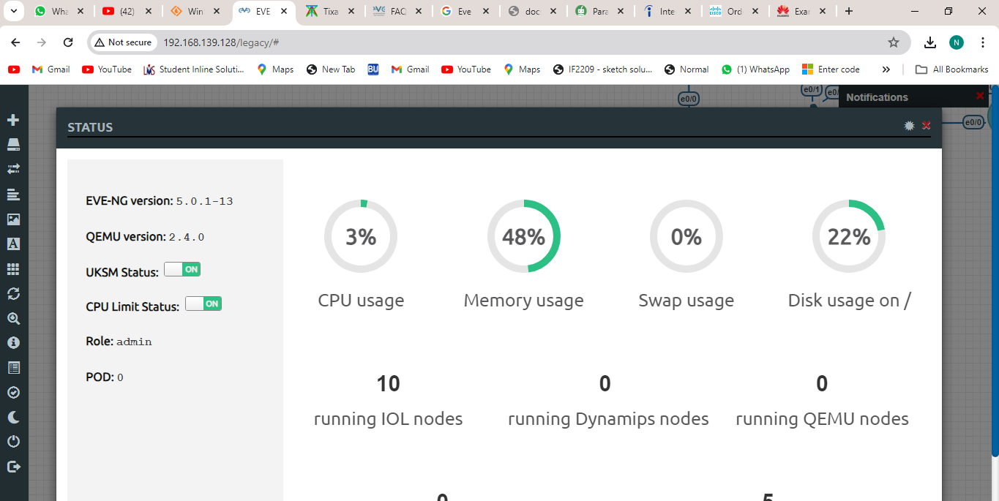 Wha
(42)
Win
EVE
Tixa
FAQ
Eve
doc
Para
Inte
Ord
Exar
Not secure
192.168.139.128/legacy/#
N
Gmail
YouTube
Student Inline Soluti...
Maps
New Tab
BU
Gmail
YouTube
Maps
IF2209 - sketch solu...
Normal
(1) WhatsApp
Enter code
All Bookmarks
e0/0
e0/1
e0/
Notifications
e0/0
STATUS
EVE-NG version: 5.0.1-13
QEMU version: 2.4.0
UKSM Status: ON
CPU Limit Status: ON
Role: admin
POD: 0
3%
CPU usage
48%
Memory usage
0%
Swap usage
22%
Disk usage on /
10
running IOL nodes
0
running Dynamips nodes
0
running QEMU nodes
0
5